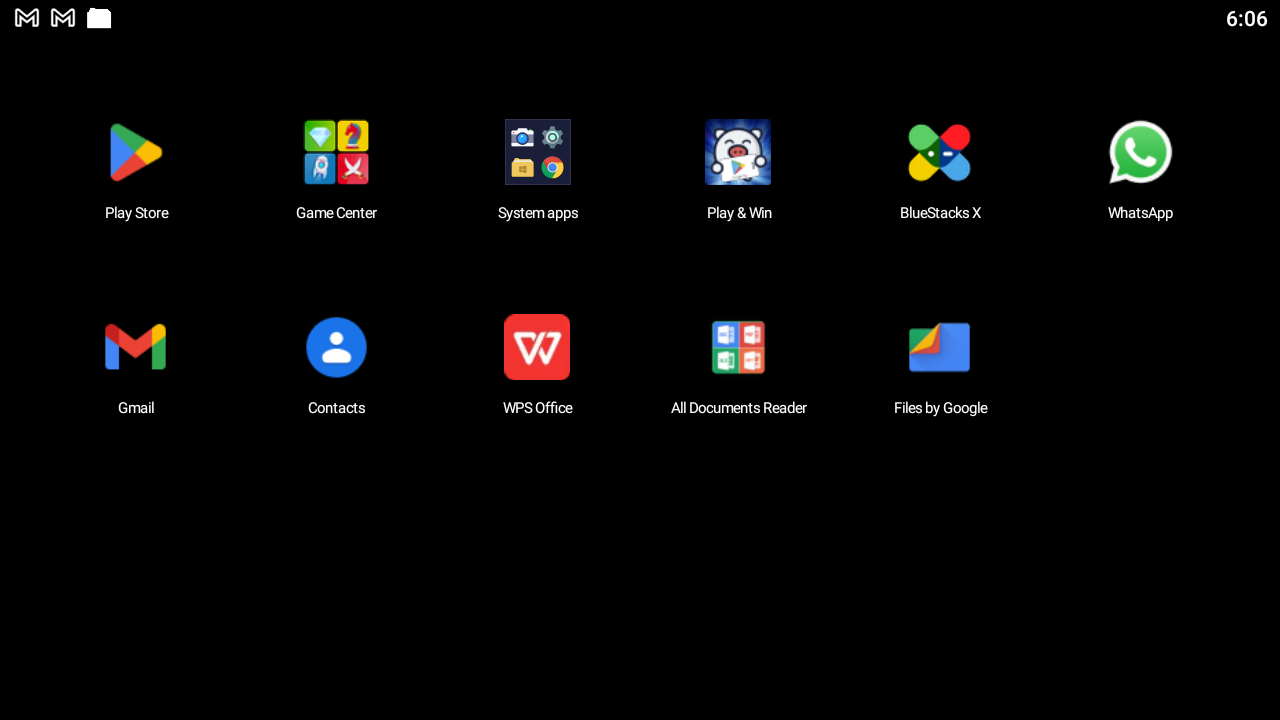 6:06
Play Store
Game Center
System apps
Play & Win
BlueStacks X
WhatsApp
Gmail
Contacts
WPS Office
All Documents Reader
Files by Google